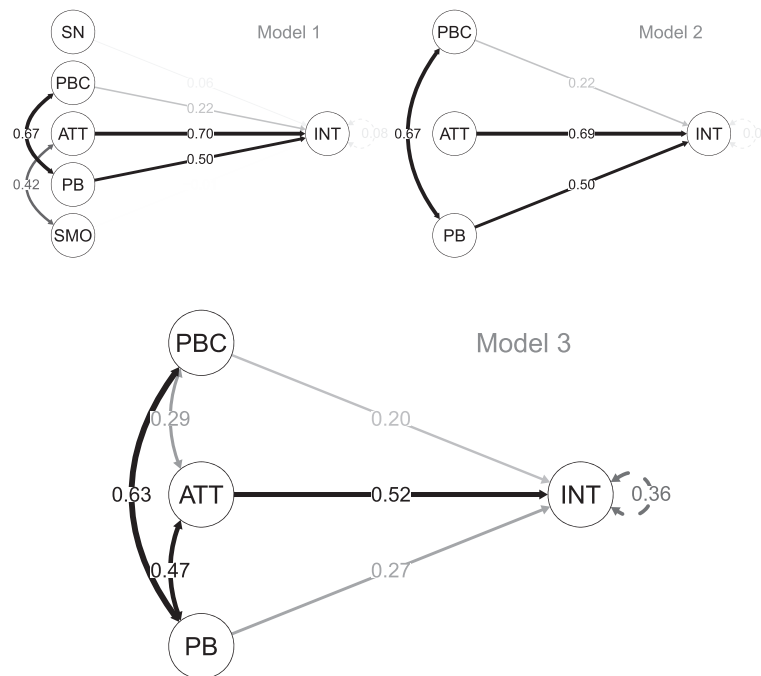 SN
Model 1
PBC
Model 2
PBC
0.06
0.22
0.22
0.67
ATT
0.70
INT
0.08
0.67
ATT
0.69
INT
0.50
0.42
PB
0.50
SMO
PB
PBC
Model 3
0.29
0.20
0.63
ATT
0.52
INT
0.36
0.47
0.27
PB